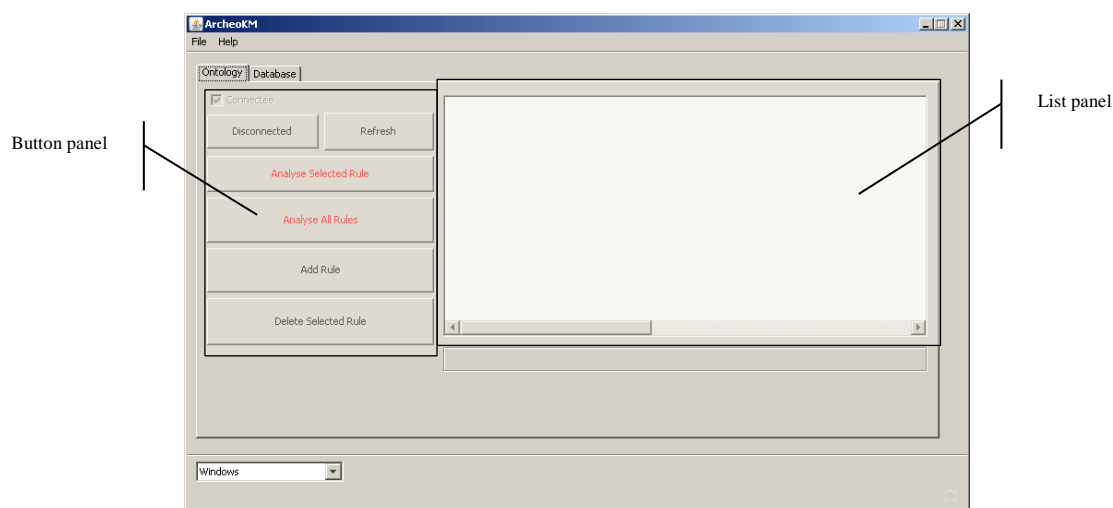 ArcheoKM
File Help
Ontology Database
Connectée
Disconnected Refresh
Analyse Selected Rule
Analyse All Rules
Add Rule
Delete Selected Rule
Button panel
List panel
Windows